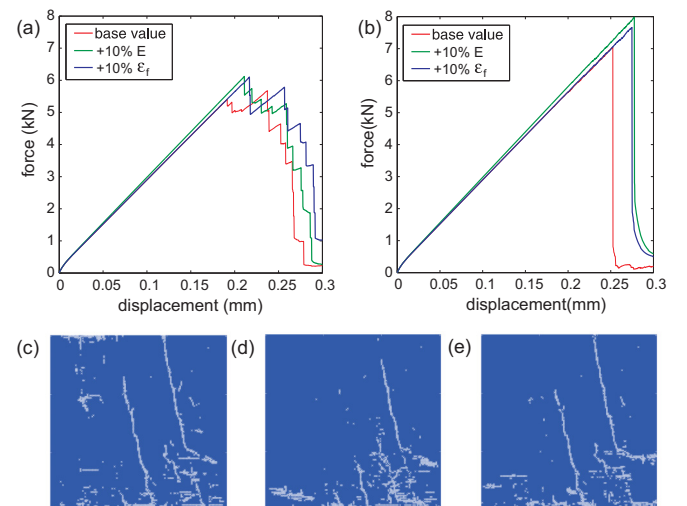 (a)
base value
+10% E
+10% εf
force (kN)
8
7
6
5
4
3
2
1
0
0 0.05 0.1 0.15 0.2 0.25 0.3
displacement (mm)
(b)
base value
+10% E
+10% εf
force(kN)
8
7
6
5
4
3
2
1
0
0 0.05 0.1 0.15 0.2 0.25 0.3
displacement(mm)
(c)
(d)
(e)